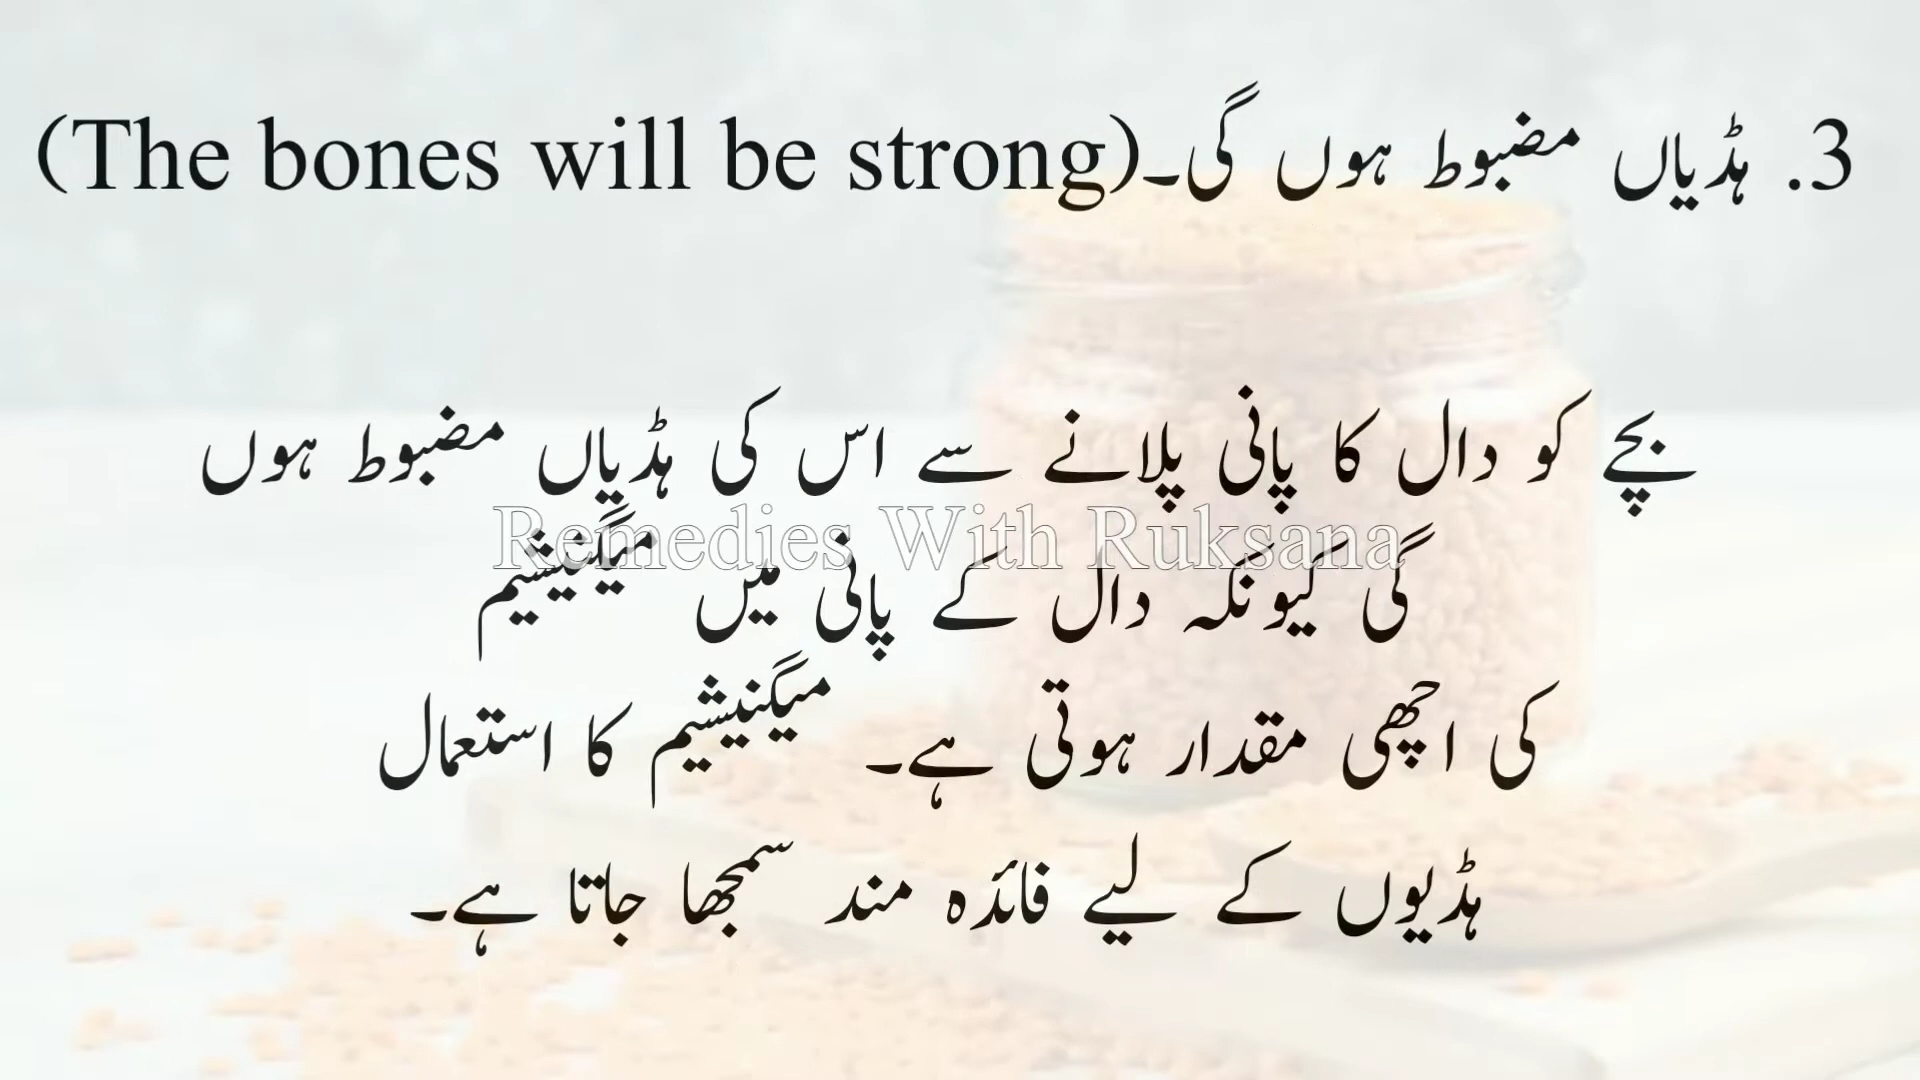 3. ہڈیاں مضبوط ہوں گی۔(The bones will be strong)
بچے کو دال کا پانی پلانے سے اس کی ہڈیاں مضبوط ہوں
Remedies With Ruksana
گی کیونکہ دال کے پانی میں میگنیشیم
کی اچھی مقدار ہوتی ہے۔ میگنیشیم کا استعمال
ہڈیوں کے لیے فائدہ مند سمجھا جاتا ہے۔